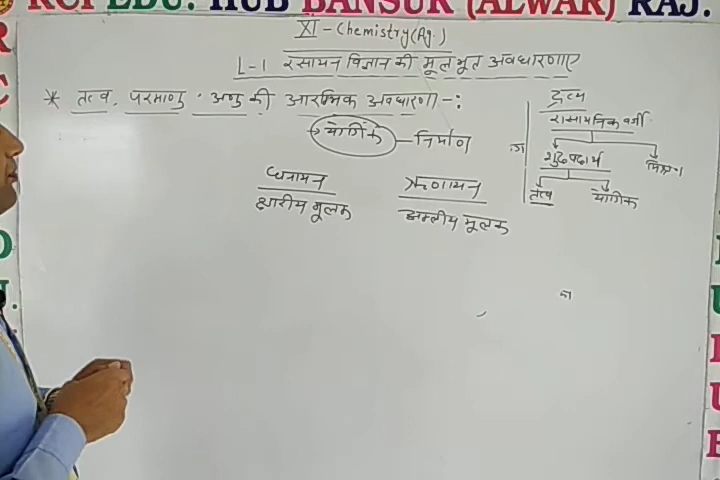 RCPI EDU. HUB BANSUR (ALWAR) RAJ.
XI - Chemistry (Ag.)
L-1 रसायन विज्ञान की मूलभूत अवधारणाएं
* तत्व, परमाणु, अणु की आरम्भिक अवधारणा -:
यौगिक - निर्माण
धनायन ऋणायन
क्षारीय मूलक अम्लीय मूलक
द्रव्य
रासायनिक वर्गी
शुद्ध पदार्थ मिश्रण
तत्व यौगिक